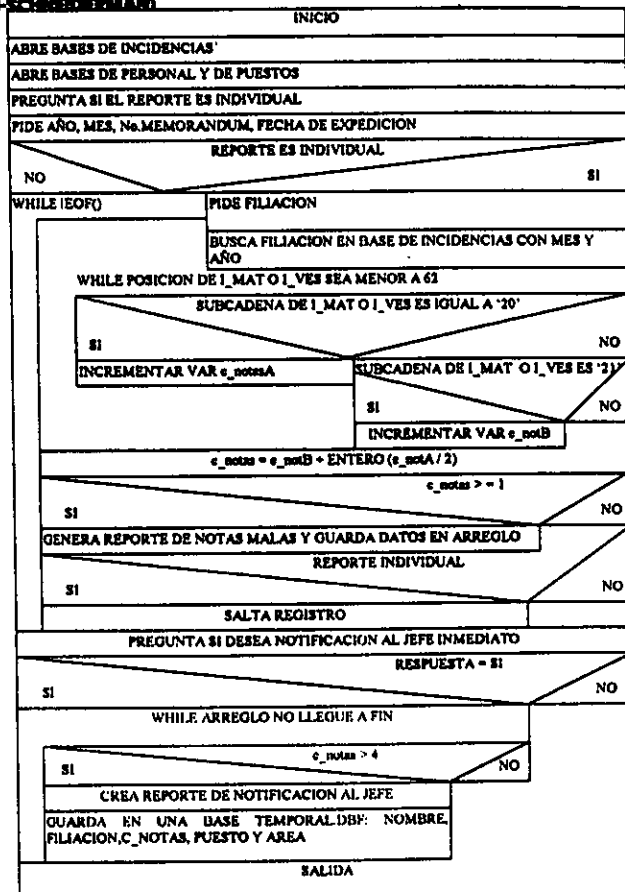 -SCHNEIDERMAN)
INICIO
ABRE BASES DE INCIDENCIAS'
ABRE BASES DE PERSONAL Y DE PUESTOS
PREGUNTA SI EL REPORTE ES INDIVIDUAL
PIDE AÑO, MES, No.MEMORANDUM, FECHA DE EXPEDICION
REPORTE ES INDIVIDUAL
NO SI
WHILE !EOF() PIDE FILIACION
BUSCA FILIACION EN BASE DE INCIDENCIAS CON MES Y
AÑO
WHILE POSICION DE I_MAT O I_VES SEA MENOR A 62
SUBCADENA DE I_MAT O I_VES ES IGUAL A '20'
SI NO
INCREMENTAR VAR c_notasA SUBCADENA DE I_MAT O I_VES ES '21'
SI NO
INCREMENTAR VAR c_notB
c_notas = c_notB + ENTERO (c_notA / 2)
c_notas > = 1
SI NO
GENERA REPORTE DE NOTAS MALAS Y GUARDA DATOS EN ARREGLO
REPORTE INDIVIDUAL
SI NO
SALTA REGISTRO
PREGUNTA SI DESEA NOTIFICACION AL JEFE INMEDIATO
RESPUESTA = SI
SI NO
WHILE ARREGLO NO LLEGUE A FIN
c_notas > 4
SI NO
CREA REPORTE DE NOTIFICACION AL JEFE
GUARDA EN UNA BASE TEMPORAL.DBF: NOMBRE,
FILIACION,C_NOTAS, PUESTO Y AREA
SALIDA